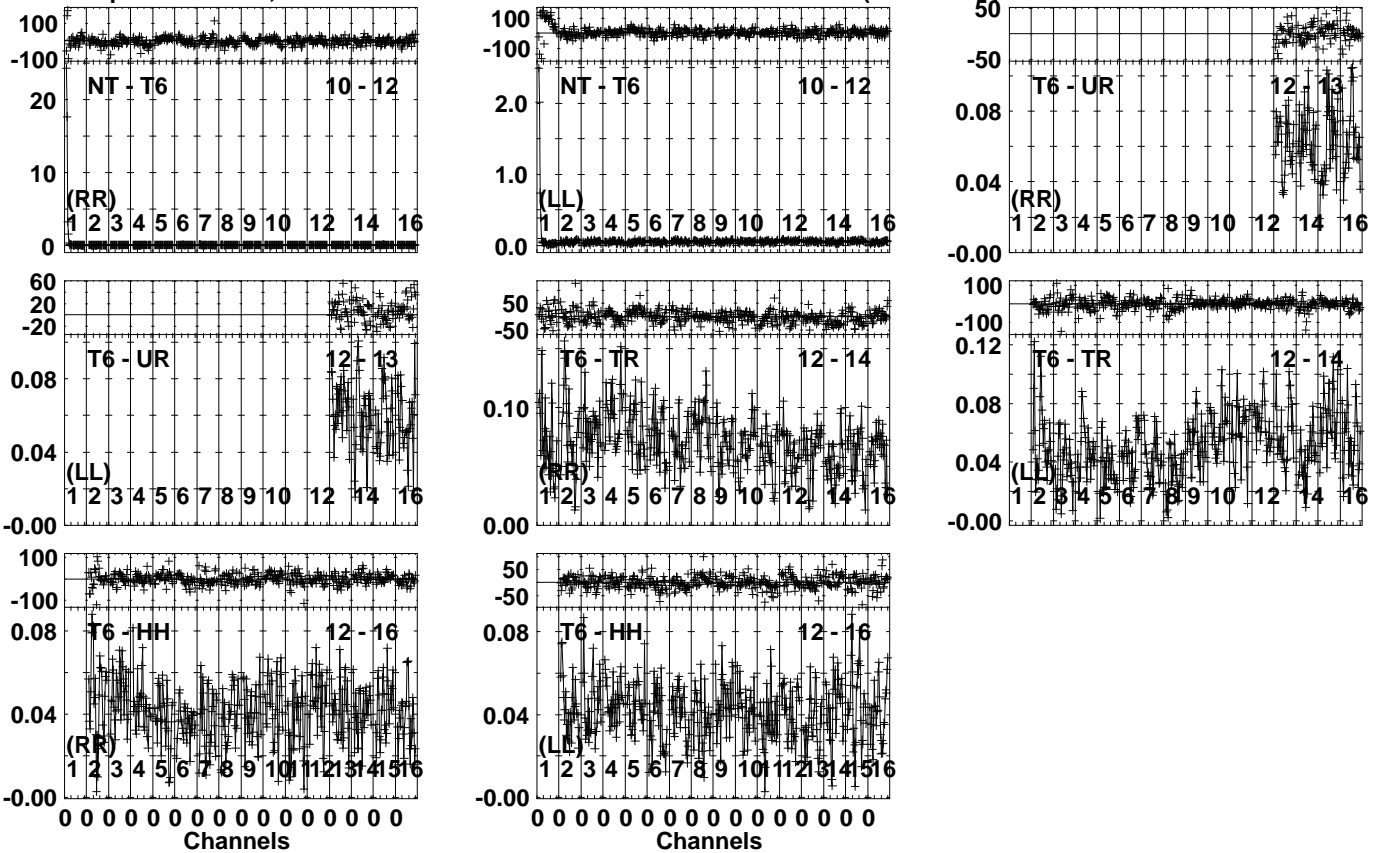 100
-100
NT - T6 10 - 12
20
10
(RR)
1 2 3 4 5 6 7 8 9 10 12 14 16
0
100
-100
NT - T6 10 - 12
2.0
1.0
(LL)
1 2 3 4 5 6 7 8 9 10 12 14 16
0.0
50
-50
T6 - UR 12 - 13
0.08
0.04
(RR)
1 2 3 4 5 6 7 8 9 10 12 14 16
-0.00
60
20
-20
T6 - UR 12 - 13
0.08
0.04
(LL)
1 2 3 4 5 6 7 8 9 10 12 14 16
-0.00
50
-50
T6 - TR 12 - 14
0.10
(RR)
1 2 3 4 5 6 7 8 9 10 12 14 16
0.00
100
-100
0.12
T6 - TR 12 - 14
0.08
0.04
(LL)
1 2 3 4 5 6 7 8 9 10 12 14 16
-0.00
100
-100
T6 - HH 12 - 16
0.08
0.04
(RR)
1 2 3 4 5 6 7 8 9 10 11 12 13 14 15 16
-0.00
0 0 0 0 0 0 0 0 0 0 0 0 0 0 0 0
Channels
50
-50
T6 - HH 12 - 16
0.08
0.04
(LL)
1 2 3 4 5 6 7 8 9 10 11 12 13 14 15 16
-0.00
0 0 0 0 0 0 0 0 0 0 0 0 0 0 0 0
Channels